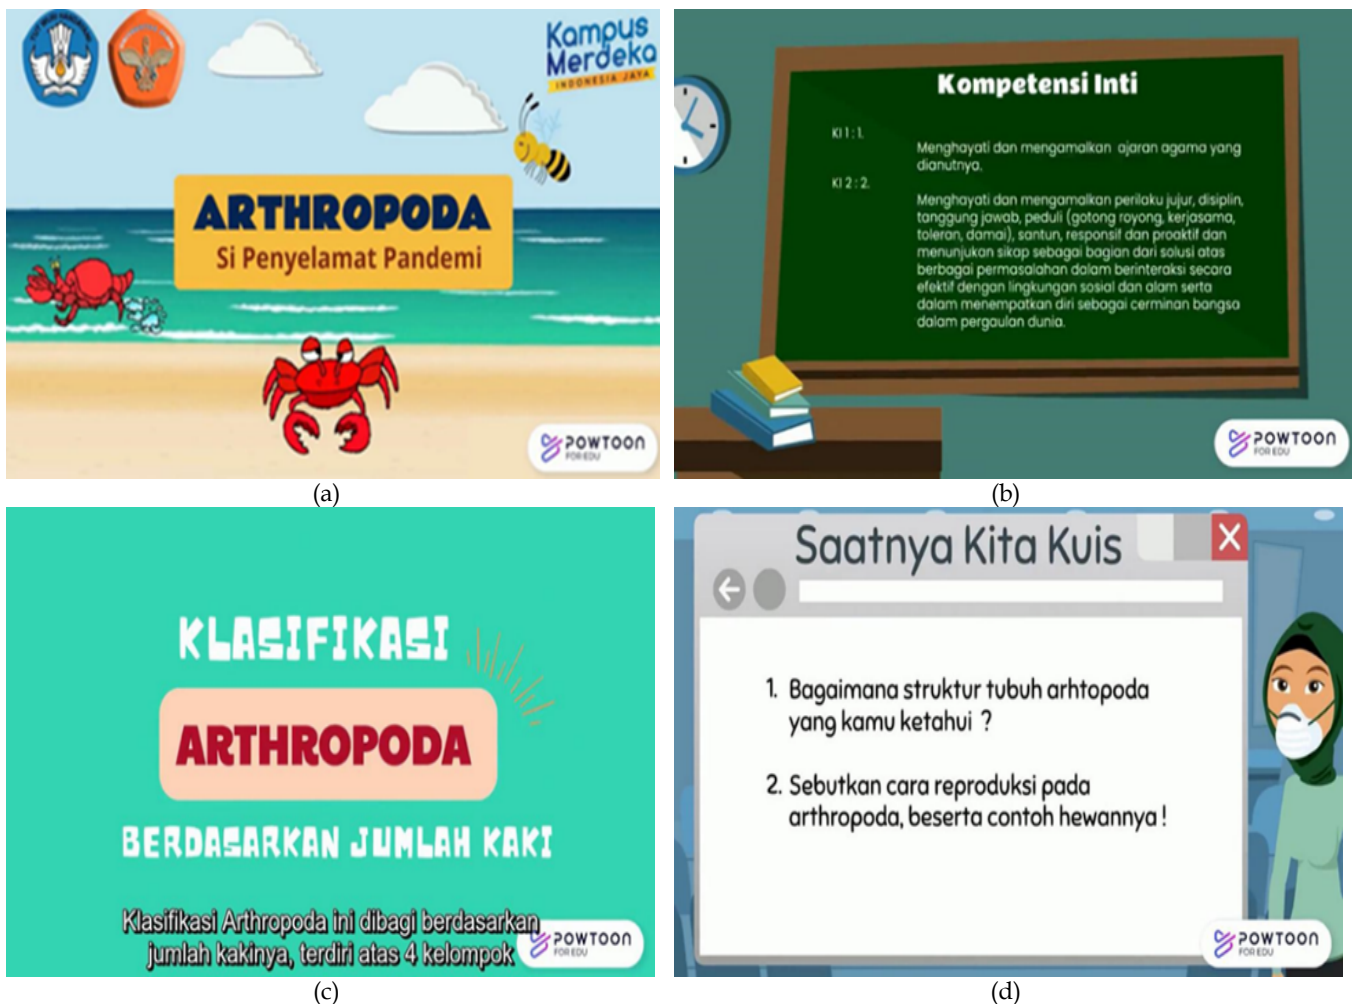 Kampus
Merdeka
INDONESIA JAYA
ARTHROPODA
Si Penyelamat Pandemi
POWTOON
FOR EDU
(a)
Kompetensi Inti
KI 1 : 1.
Menghayati dan mengamalkan ajaran agama yang
dianutnya.
KI 2 : 2.
Menghayati dan mengamalkan perilaku jujur, disiplin,
tanggung jawab, peduli (gotong royong, kerjasama,
toleran, damai), santun, responsif dan proaktif dan
menunjukan sikap sebagai bagian dari solusi atas
berbagai permasalahan dalam berinteraksi secara
efektif dengan lingkungan sosial dan alam serta
dalam menempatkan diri sebagai cerminan bangsa
dalam pergaulan dunia.
POWTOON
FOR EDU
(b)
KLASIFIKASI
ARTHROPODA
BERDASARKAN JUMLAH KAKI
Klasifikasi Arthropoda ini dibagi berdasarkan
jumlah kakinya, terdiri atas 4 kelompok
POWTOON
FOR EDU
(c)
Saatnya Kita Kuis
1. Bagaimana struktur tubuh arhtopoda
yang kamu ketahui ?
2. Sebutkan cara reproduksi pada
arthropoda, beserta contoh hewannya !
POWTOON
FOR EDU
(d)